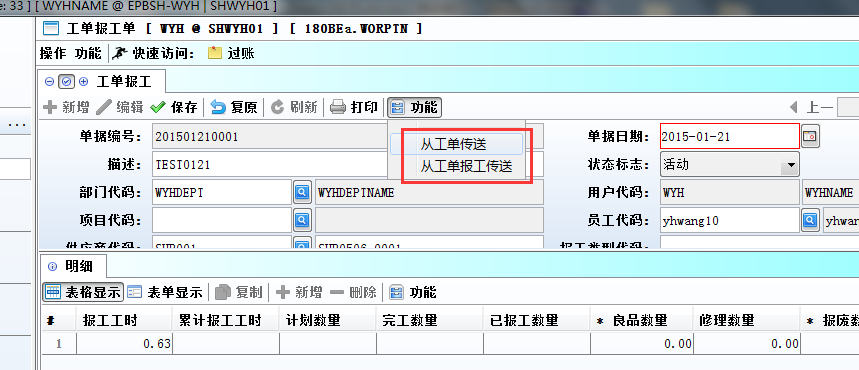 e: 33 ] [ WYHNAME @ EPBSH-WYH | SHWYH01 ]
工单报工单 [ WYH @ SHWYH01 ] [ 180BEa.WORPTN ]
操作 功能 快速访问: 过账
工单报工
新增 编辑 保存 复原 刷新 打印 功能 上一
单据编号: 201501210001 单据日期: 2015-01-21
从工单传送
描述: TEST0121 状态标志: 活动
从工单报工传送
部门代码: WYHDEPT WYHDEPTNAME 用户代码: WYH WYHNAME
项目代码: 员工代码: yhwang10 yhwa
供应商代码: SUP001 报工类型代码:
明细
表格显示 表单显示 复制 新增 删除 功能
# 报工工时 累计报工工时 计划数量 完工数量 已报工数量 * 良品数量 修理数量 * 报废数
1 0.63 0.00 0.00